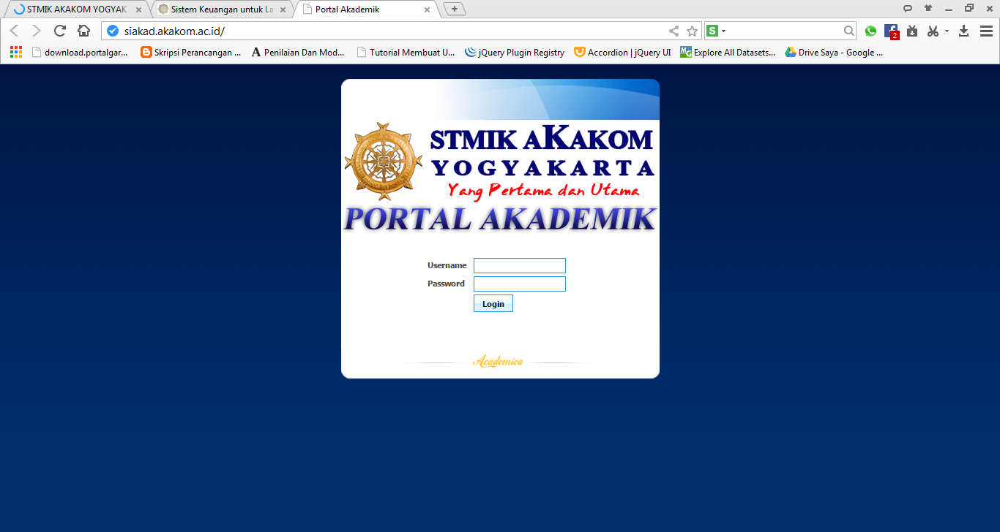 STMIK AKAKOM YOGYAK
Sistem Keuangan untuk La
Portal Akademik
siakad.akakom.ac.id/
S
2
download.portalgar...
Skripsi Perancangan ...
A Penilaian Dan Mod...
Tutorial Membuat U...
jQuery Plugin Registry
Accordion | jQuery UI
MG Explore All Datasets...
Drive Saya - Google ...
STMIK AKAKOM
YOGYAKARTA
Yang Pertama dan Utama
PORTAL AKADEMIK
Username
Password
Login
Academica